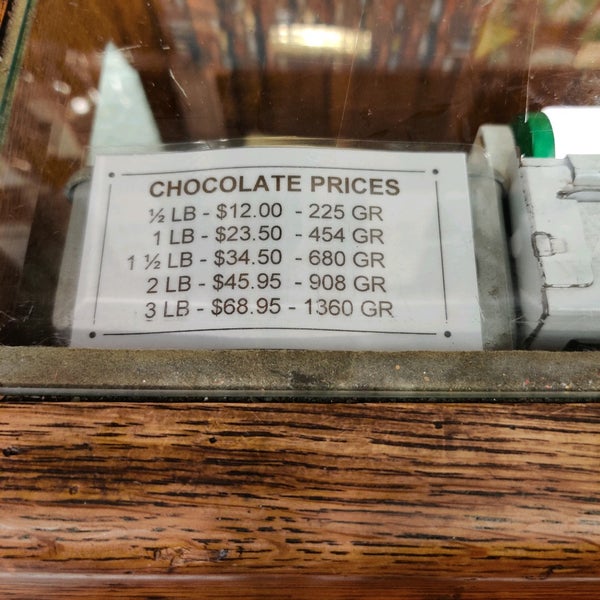 CHOCOLATE PRICES
½ LB - $12.00 - 225 GR
1 LB - $23.50 - 454 GR
1 ½ LB - $34.50 - 680 GR
2 LB - $45.95 - 908 GR
3 LB - $68.95 - 1360 GR